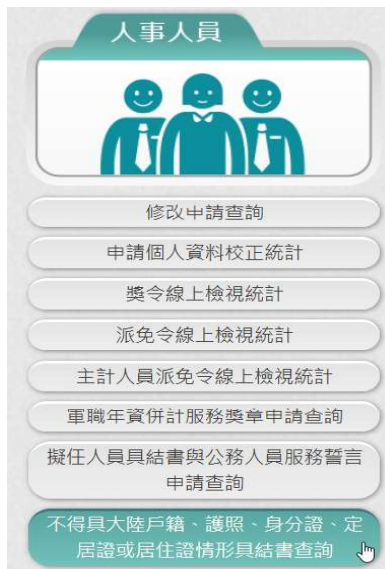 人事人員
修改申請查詢
申請個人資料校正統計
獎令線上檢視統計
派免令線上檢視統計
主計人員派免令線上檢視統計
軍職年資併計服務獎章申請查詢
擬任人員具結書與公務人員服務誓言
申請查詢
不得具大陸戶籍、護照、身分證、定
居證或居住證情形具結書查詢